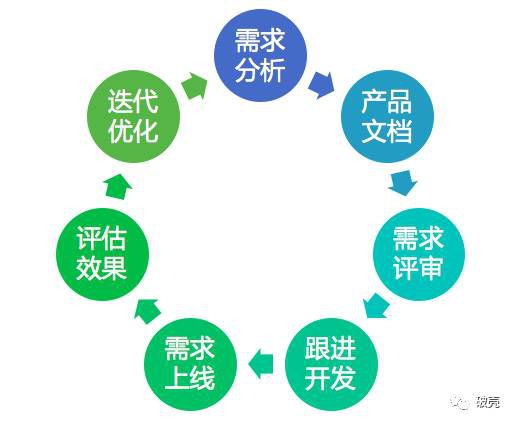 需求
分析
产品
文档
需求
评审
跟进
开发
需求
上线
评估
效果
迭代
优化
破壳